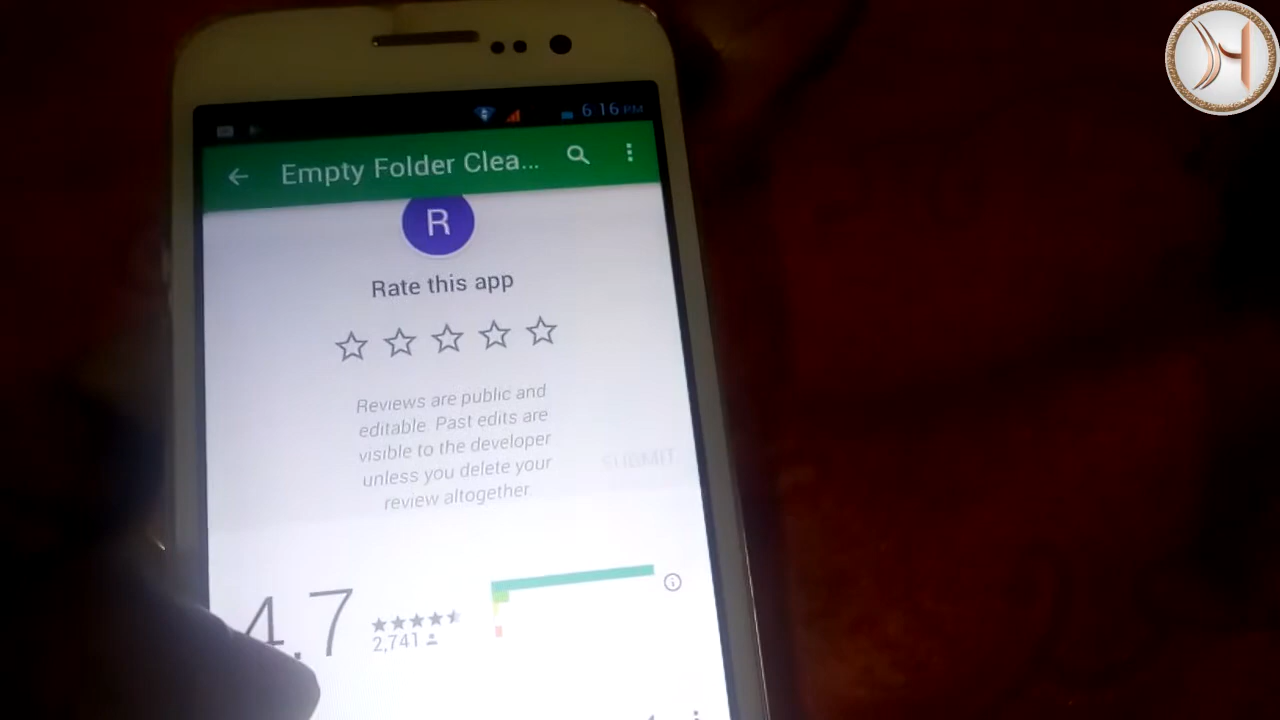 6 16 PM
Empty Folder Clea...
R
Rate this app
Reviews are public and
editable. Past edits are
visible to the developer
unless you delete your
review altogether.
SUBMIT
4.7
2,741